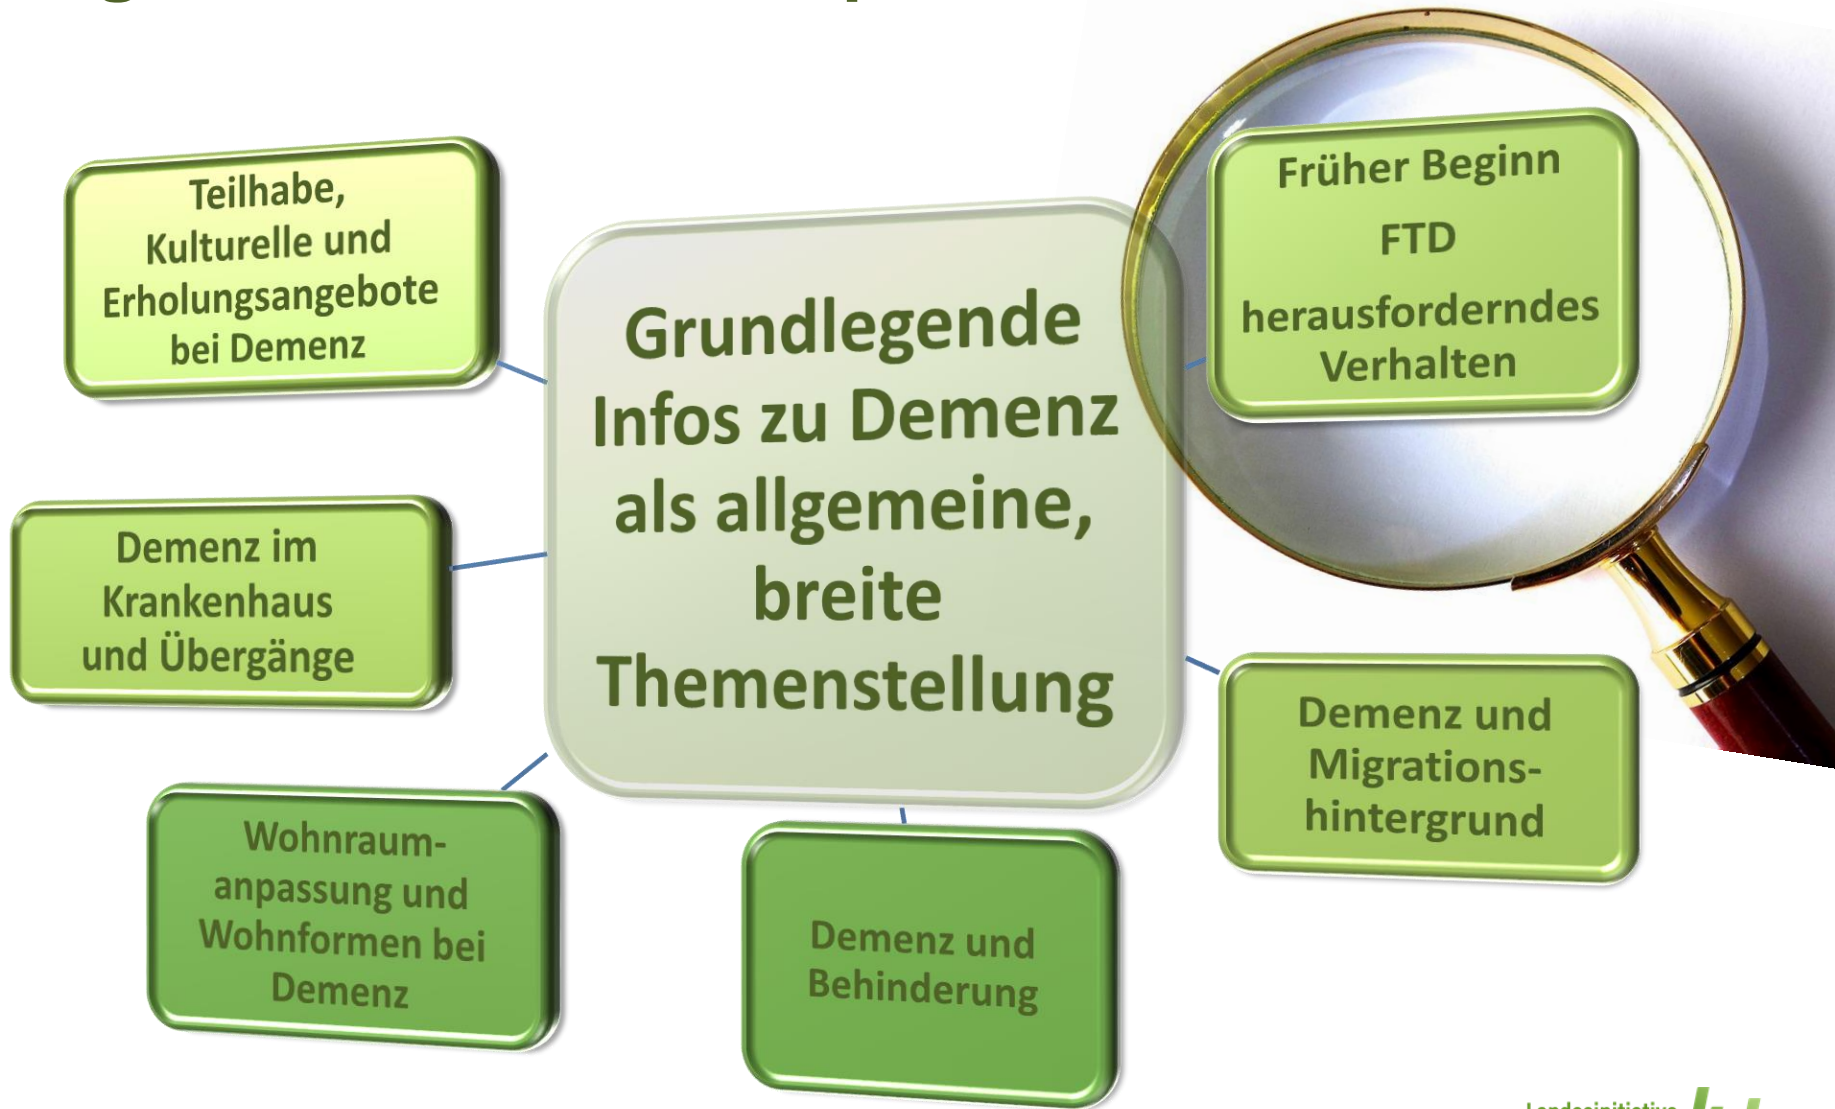 Teilhabe,
Kulturelle und
Erholungsangebote
bei Demenz
Früher Beginn
FTD
herausforderndes
Verhalten
Grundlegende
Infos zu Demenz
als allgemeine,
breite
Themenstellung
Demenz im
Krankenhaus
und Übergänge
Demenz und
Migrations-
hintergrund
Wohnraum-
anpassung und
Wohnformen bei
Demenz
Demenz und
Behinderung
Landesinitiative